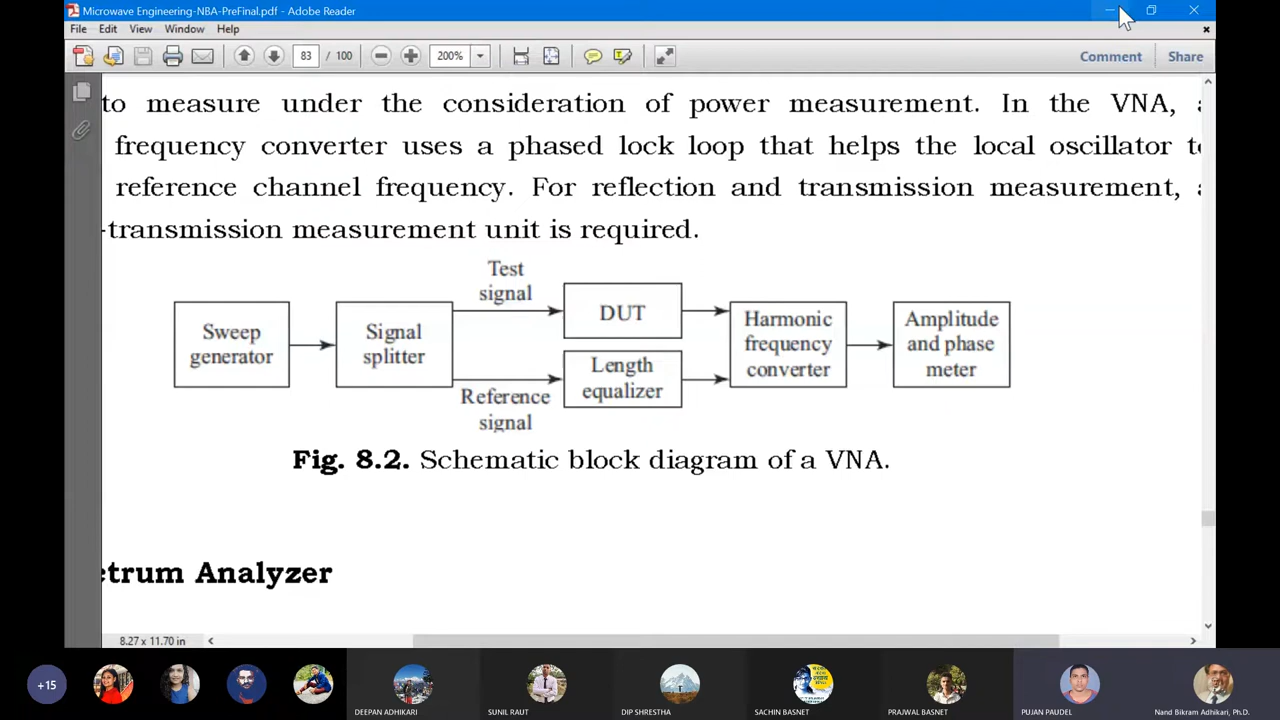 Microwave Engineering-NBA-PreFinal.pdf - Adobe Reader
File Edit View Window Help
83 / 100 200% Comment Share
to measure under the consideration of power measurement. In the VNA,
frequency converter uses a phased lock loop that helps the local oscillator
reference channel frequency. For reflection and transmission measurement,
-transmission measurement unit is required.
Test
signal
Sweep
generator
Signal
splitter
DUT
Length
equalizer
Reference
signal
Harmonic
frequency
converter
Amplitude
and phase
meter
Fig. 8.2. Schematic block diagram of a VNA.
etrum Analyzer
8.27 x 11.70 in
+15
DEEPAN ADHIKARI
SUNIL RAUT
DIP SHRESTHA
SACHIN BASNET
PRAJWAL BASNET
PUJAN PAUDEL
Nand Bikram Adhikari, Ph.D.